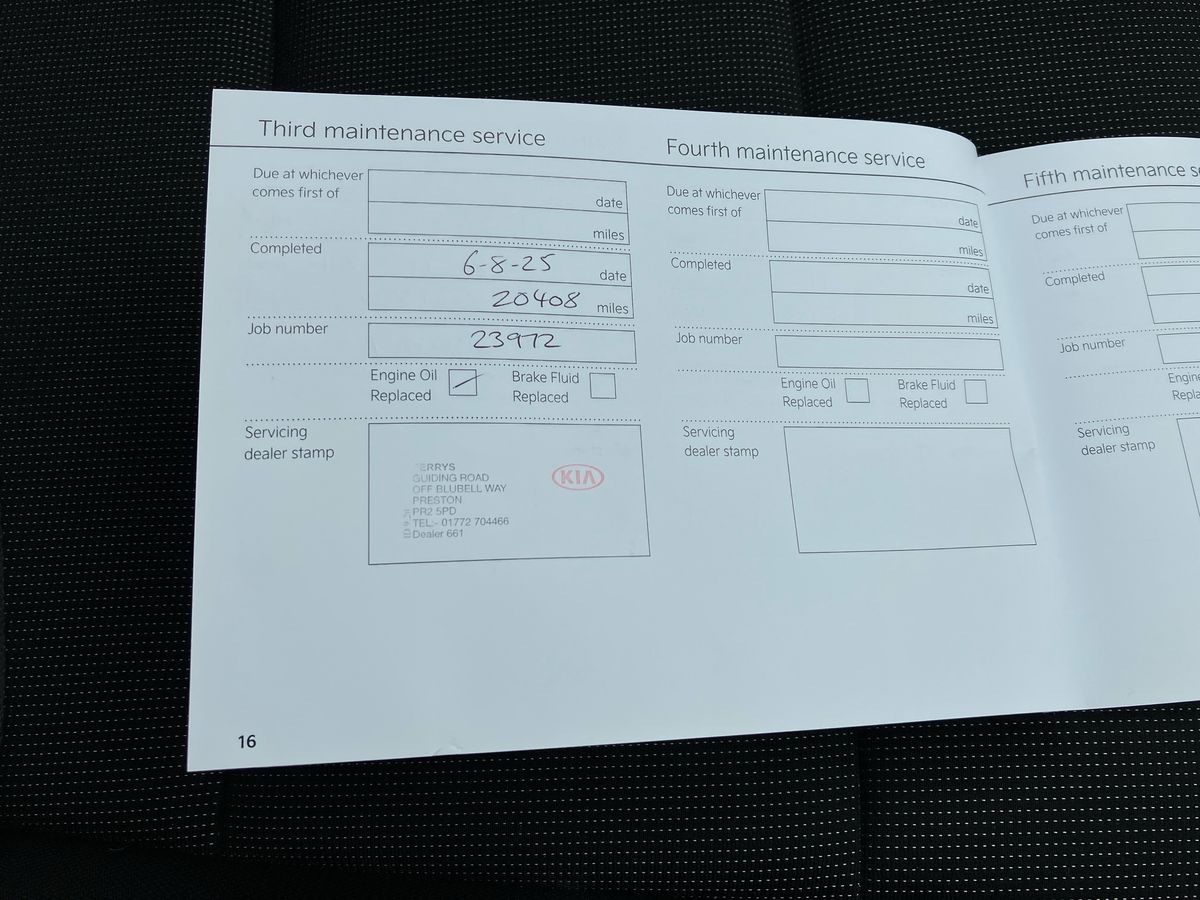 Third maintenance service
Due at whichever
comes first of
date
miles
Completed
6-8-25 date
20408 miles
Job number
23972
Engine Oil
Replaced
Brake Fluid
Replaced
Servicing
dealer stamp
ERRYS
GUIDING ROAD
OFF BLUBELL WAY
PRESTON
PR2 5PD
TEL:- 01772 704466
Dealer 661
KIA
16
Fourth maintenance service
Due at whichever
comes first of
date
miles
Completed
date
miles
Job number
Engine Oil
Replaced
Brake Fluid
Replaced
Servicing
dealer stamp
Fifth maintenance s
Due at whichever
comes first of
Completed
Job number
Engine
Repla
Servicing
dealer stamp